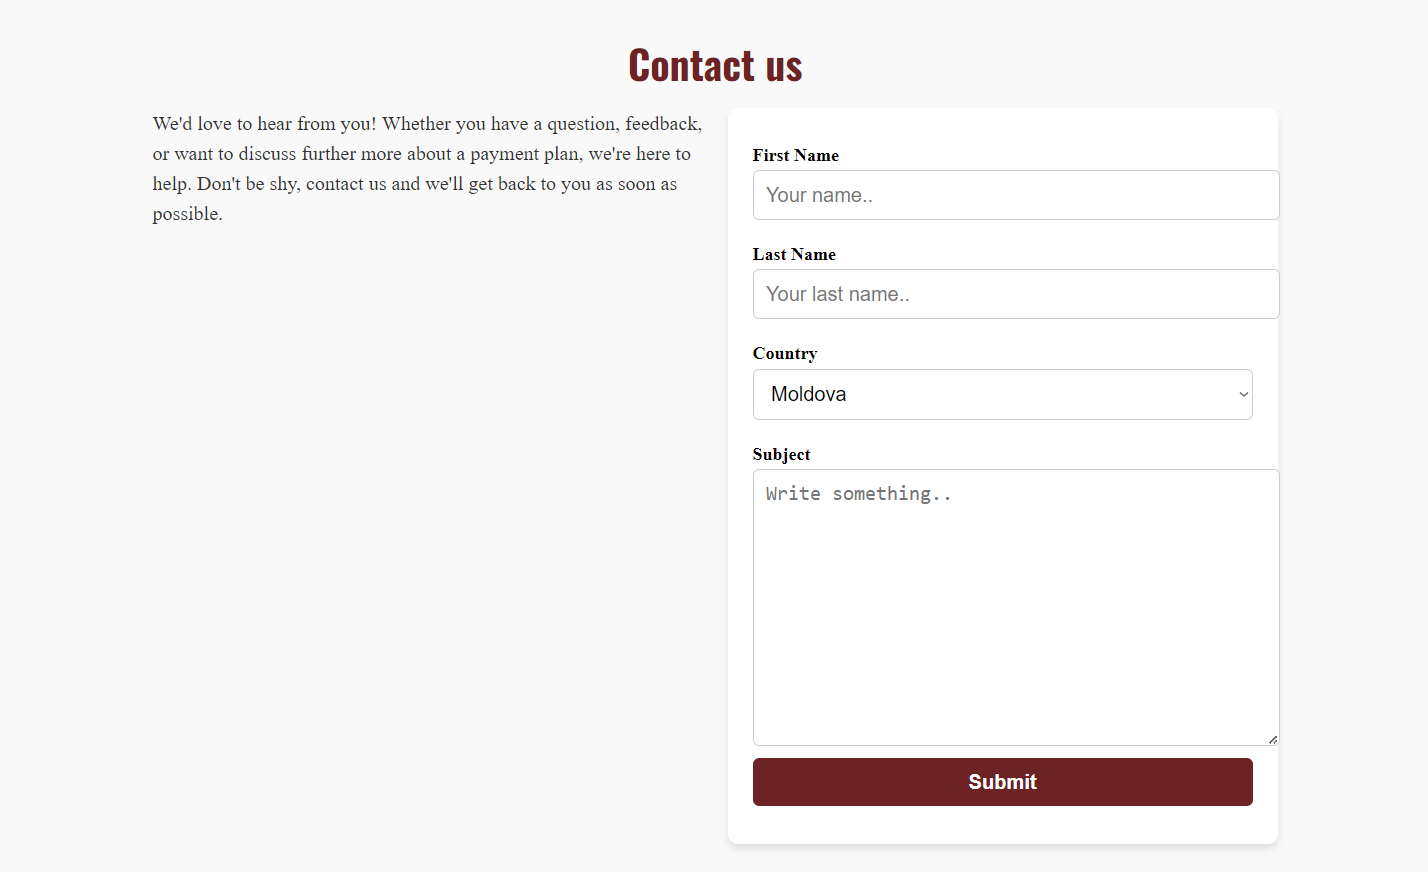 Contact us
We'd love to hear from you! Whether you have a question, feedback,
or want to discuss further more about a payment plan, we're here to
help. Don't be shy, contact us and we'll get back to you as soon as
possible.
First Name
Your name..
Last Name
Your last name..
Country
Moldova
Subject
Write something..
Submit